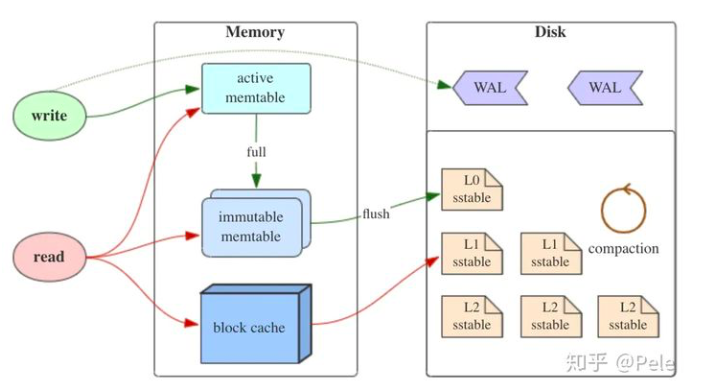 Memory
Disk
write
active
memtable
WAL
WAL
full
read
immutable
memtable
flush
L0
sstable
compaction
L1
sstable
L1
sstable
block cache
L2
sstable
L2
sstable
L2
sstable
知乎 @Pele